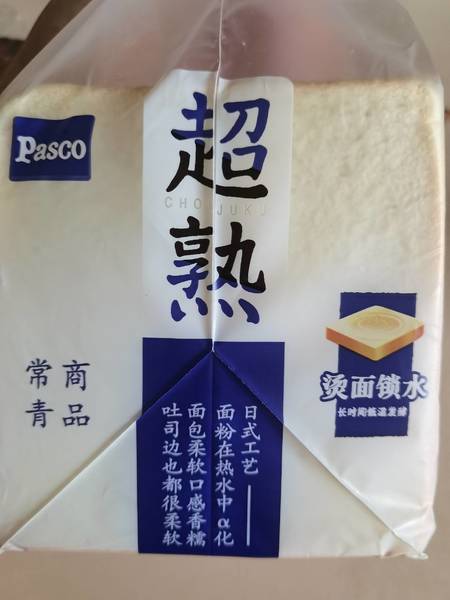 Pasco
超熟
CHO JUKU
常青
商品
烫面锁水
长时间低温发酵
日式工艺——
面粉在热水中α化
面包柔软口感香糯
吐司边也都很柔软